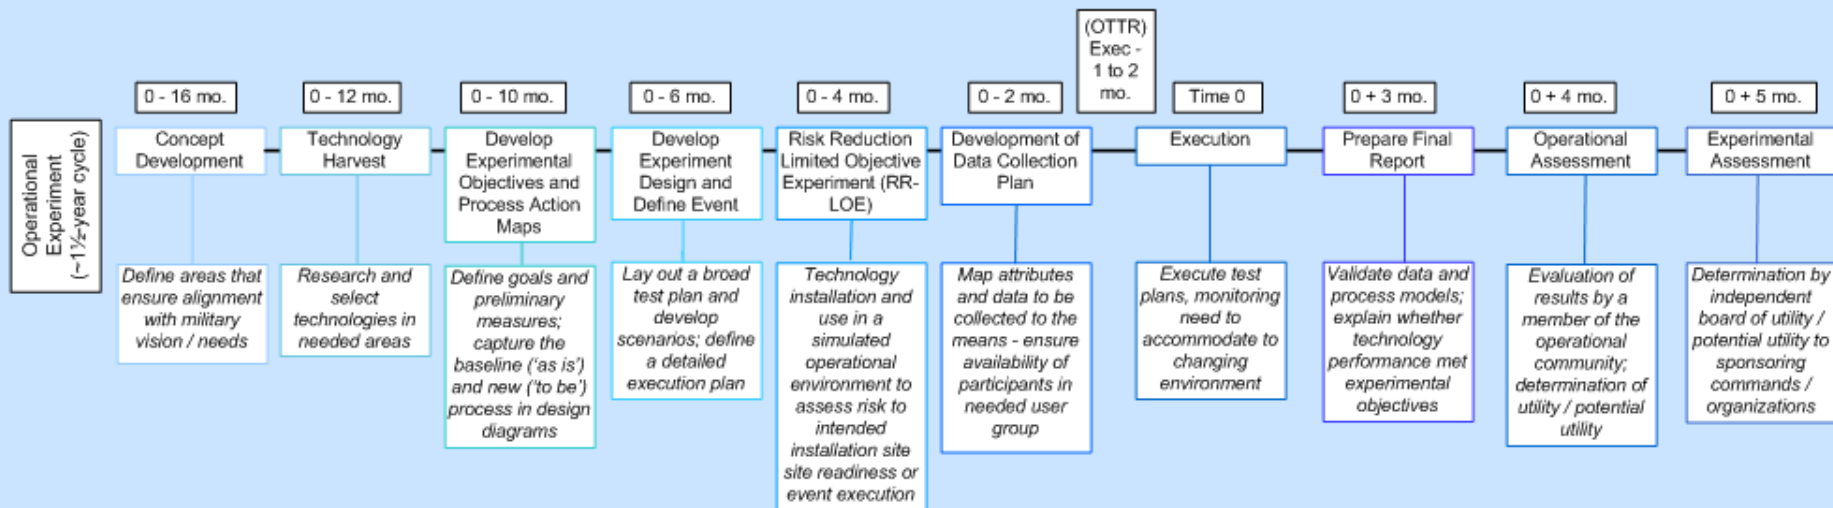 Operational
Experiment
(~1½-year cycle)
0 - 16 mo.
Concept
Development
Define areas that
ensure alignment
with military
vision / needs
0 - 12 mo.
Technology
Harvest
Research and
select
technologies in
needed areas
0 - 10 mo.
Develop
Experimental
Objectives and
Process Action
Maps
Define goals and
preliminary
measures;
capture the
baseline ('as is')
and new ('to be')
process in design
diagrams
0 - 6 mo.
Develop
Experiment
Design and
Define Event
Lay out a broad
test plan and
develop
scenarios; define
a detailed
execution plan
0 - 4 mo.
Risk Reduction
Limited Objective
Experiment (RR-
LOE)
Technology
installation and
use in a
simulated
operational
environment to
assess risk to
intended
installation site
site readiness or
event execution
0 - 2 mo.
Development of
Data Collection
Plan
Map attributes
and data to be
collected to the
means - ensure
availability of
participants in
needed user
group
(OTTR)
Exec -
1 to 2
mo.
Time 0
Execution
Execute test
plans, monitoring
need to
accommodate to
changing
environment
0 + 3 mo.
Prepare Final
Report
Validate data and
process models;
explain whether
technology
performance met
experimental
objectives
0 + 4 mo.
Operational
Assessment
Evaluation of
results by a
member of the
operational
community;
determination of
utility / potential
utility
0 + 5 mo.
Experimental
Assessment
Determination by
independent
board of utility /
potential utility to
sponsoring
commands /
organizations